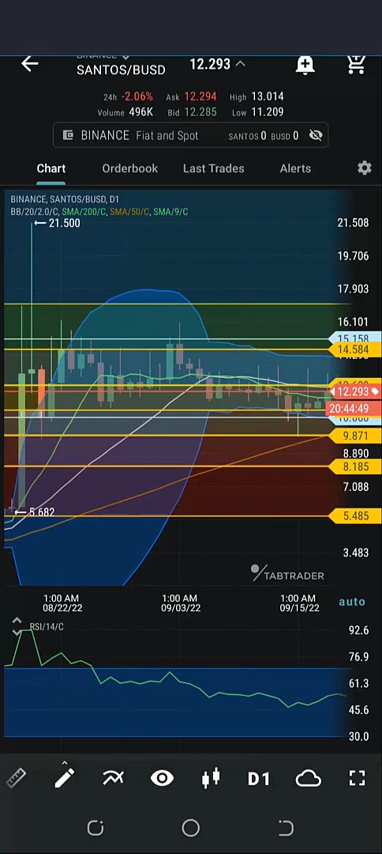 SANTOS/BUSD
12.293
24h -2.06% Ask 12.294 High 13.014
Volume 496K Bid 12.285 Low 11.209
BINANCE Fiat and Spot SANTOS 0 BUSD 0
Chart Orderbook Last Trades Alerts
BINANCE, SANTOS/BUSD, D1
BB/20/2.0/C, SMA/200/C, SMA/50/C, SMA/9/C
21.500
21.508
19.706
17.903
16.101
15.158
14.584
12.293
20:44:49
9.871
8.890
8.185
7.088
5.682
5.485
3.483
TABTRADER
1:00 AM 1:00 AM 1:00 AM
08/22/22 09/03/22 09/15/22
auto
RSI/14/C
92.6
76.9
61.3
45.6
30.0
D1